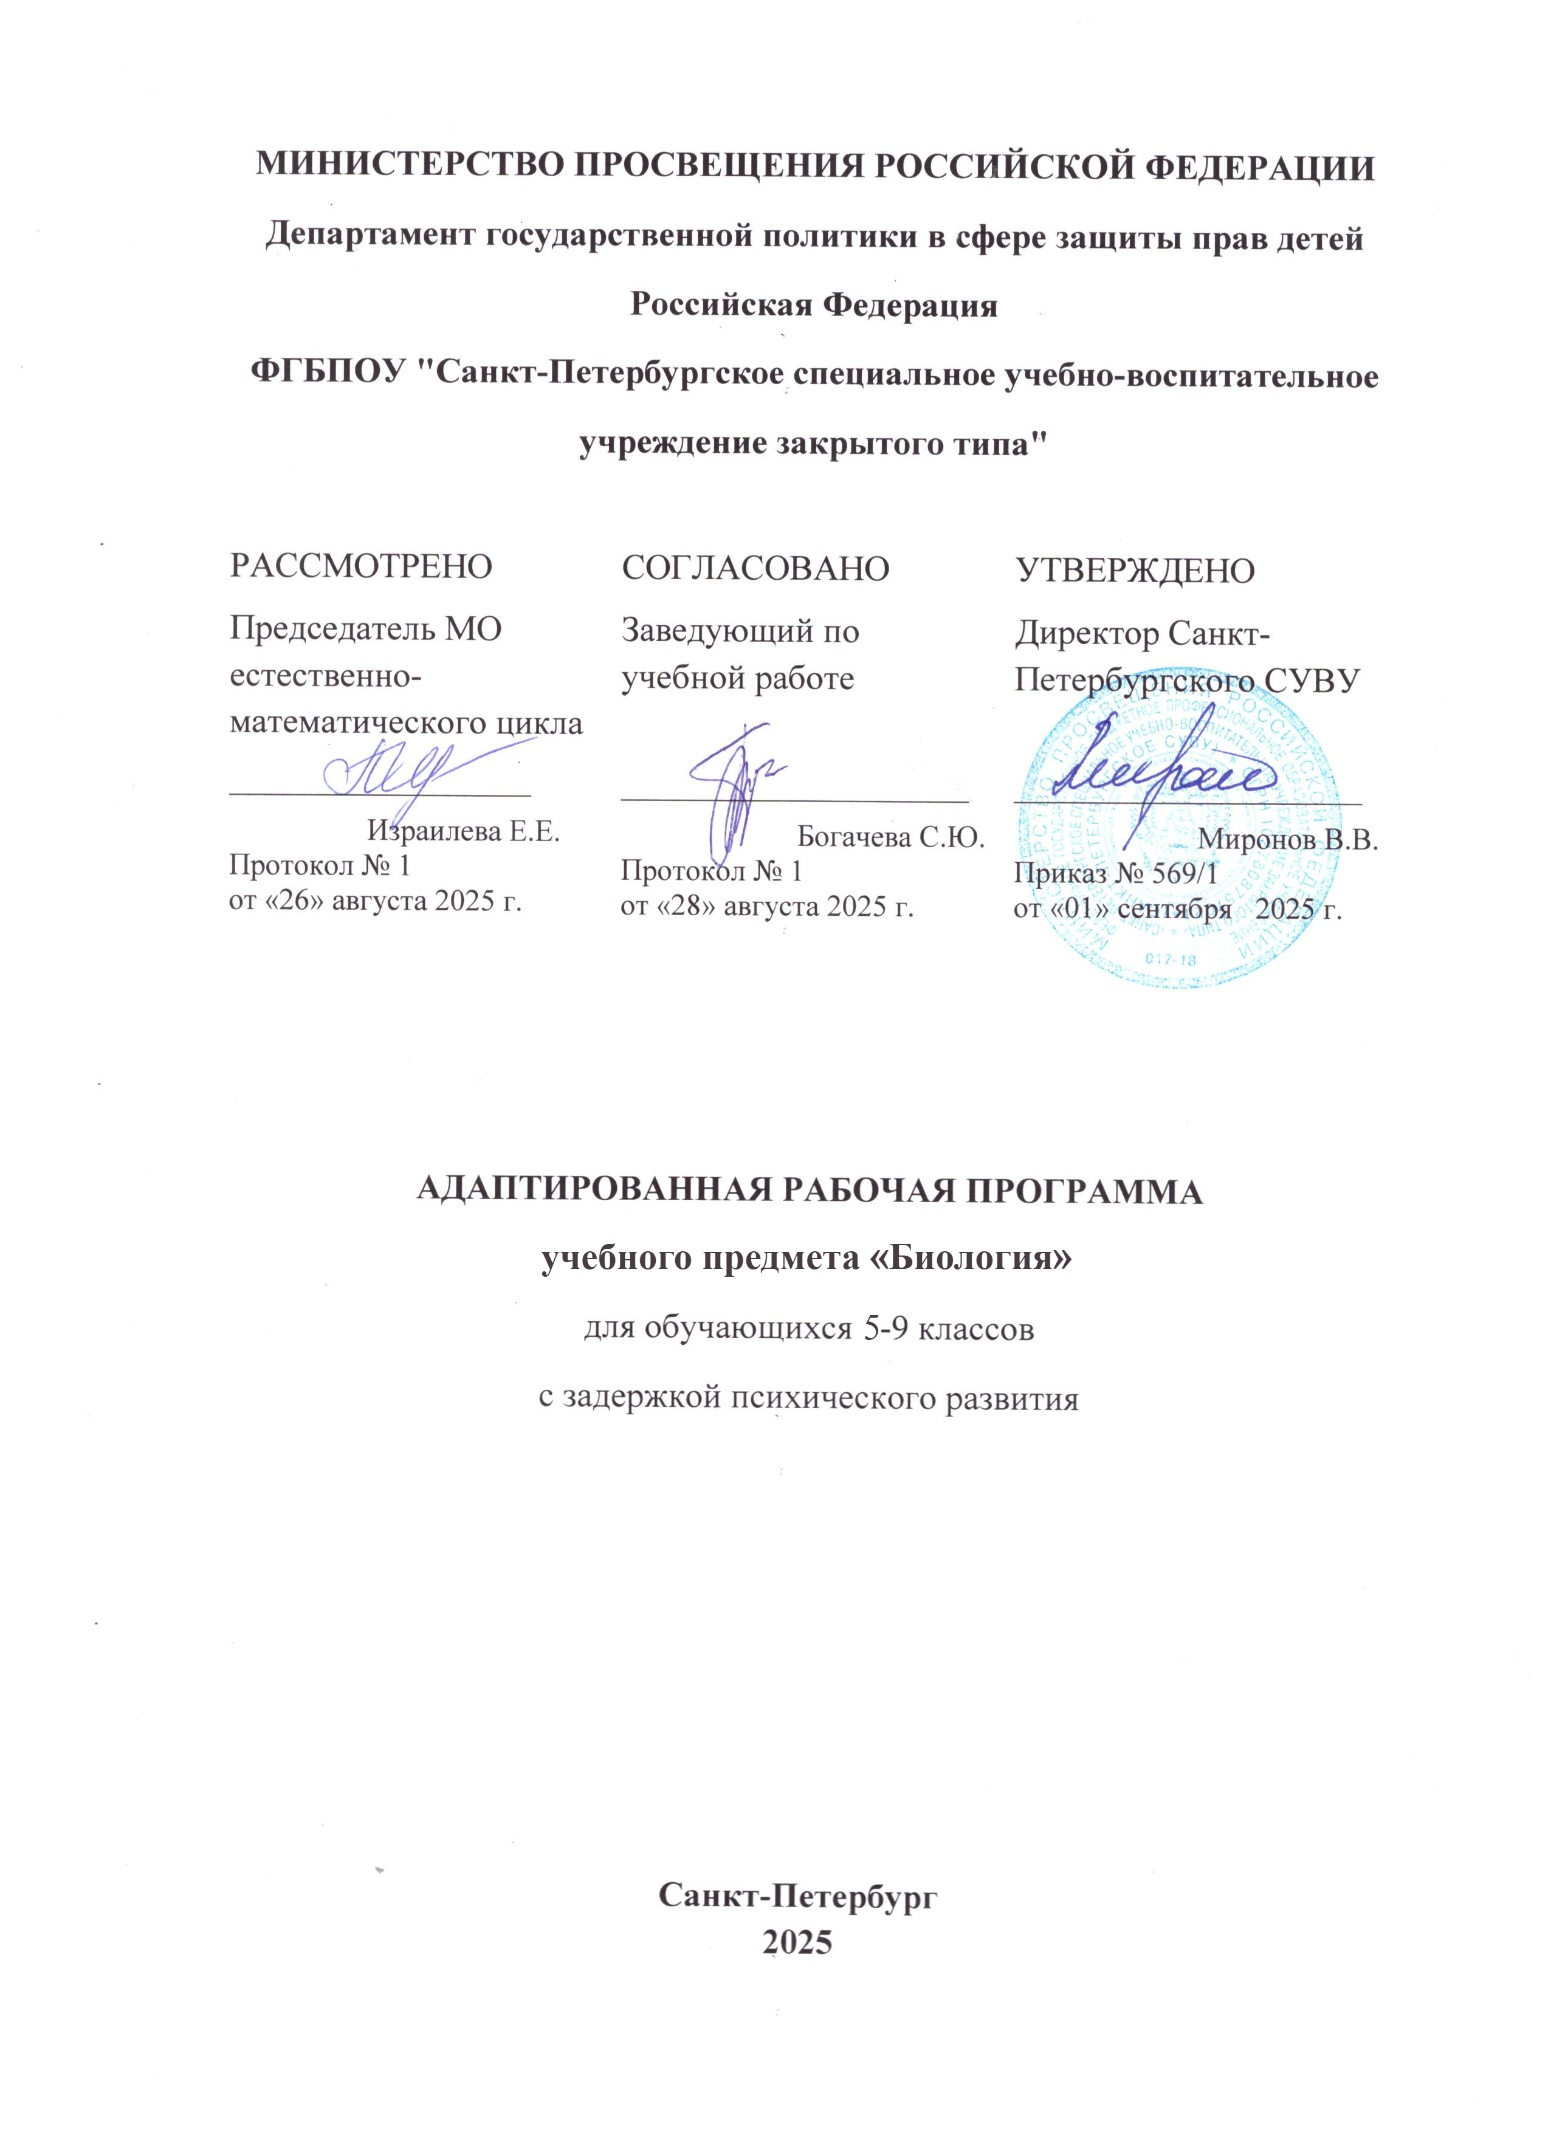 МИНИСТЕРСТВО ПРОСВЕЩЕНИЯ РОССИЙСКОЙ ФЕДЕРАЦИИ
Департамент государственной политики в сфере защиты прав детей
Российская Федерация
ФГБПОУ "Санкт-Петербургское специальное учебно-воспитательное
учреждение закрытого типа"
РАССМОТРЕНО
Председатель МО
естественно-
математического цикла
Израилева Е.Е.
Протокол № 1
от «26» августа 2025 г.
СОГЛАСОВАНО
Заведующий по
учебной работе
Богачева С.Ю.
Протокол № 1
от «28» августа 2025 г.
УТВЕРЖДЕНО
Директор Санкт-
Петербургского СУВУ
Миронов В.В.
Приказ № 569/1
от «01» сентября 2025 г.
017-18
АДАПТИРОВАННАЯ РАБОЧАЯ ПРОГРАММА
учебного предмета «Биология»
для обучающихся 5-9 классов
с задержкой психического развития
Санкт-Петербург
2025